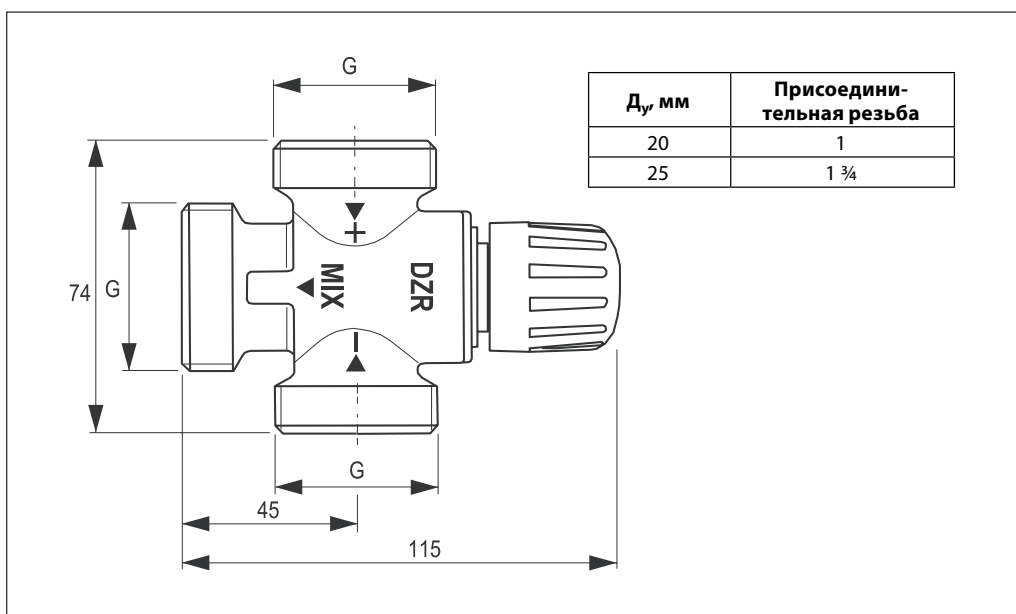 G
Ду, мм
Присоедини-
тельная резьба
20
1
25
1 ¾
+
MIX
DZR
74
G
−
G
45
115